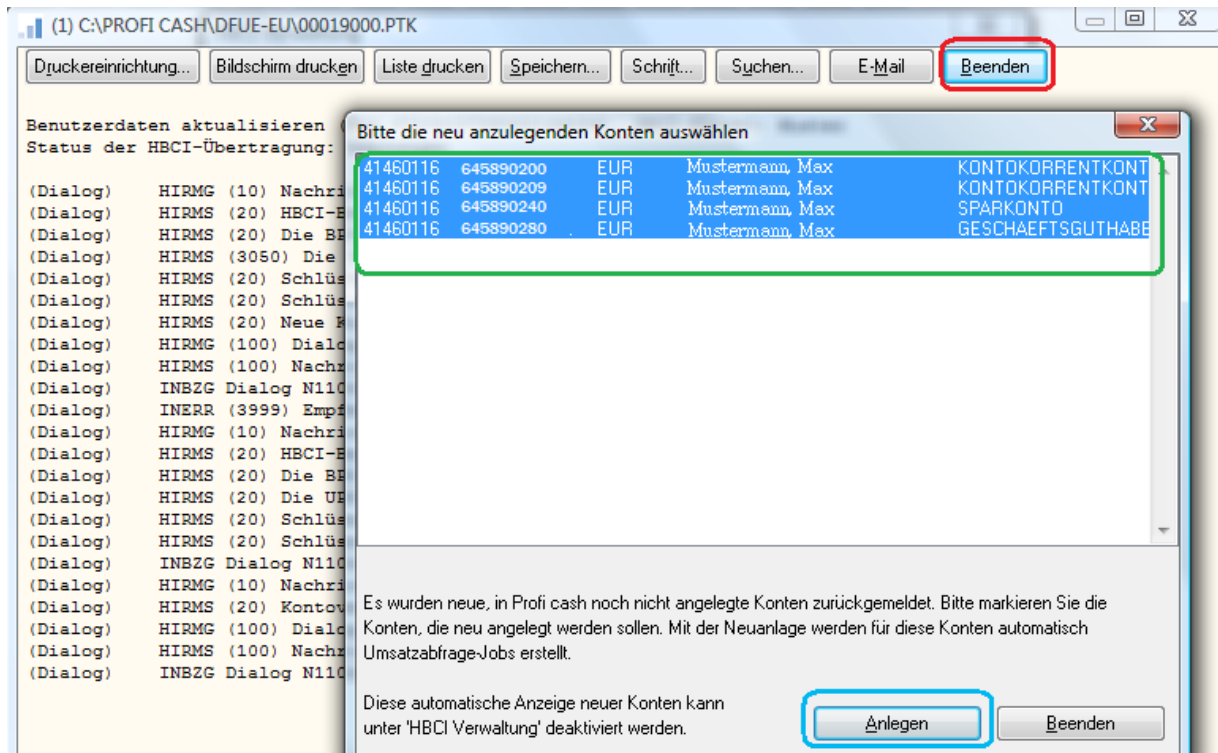 (1) C:\PROFI CASH\DFUE-EU\00019000.PTK
Druckereinrichtung... Bildschirm drucken Liste drucken Speichern... Schrift... Suchen... E-Mail Beenden
Benutzerdaten aktualisieren (
Status der HBCI-Übertragung:
(Dialog) HIRMG (10) Nachri
(Dialog) HIRMS (20) HBCI-B
(Dialog) HIRMS (20) Die BP
(Dialog) HIRMS (3050) Die
(Dialog) HIRMS (20) Schlüs
(Dialog) HIRMS (20) Schlüs
(Dialog) HIRMS (20) Neue K
(Dialog) HIRMG (100) Dialo
(Dialog) HIRMS (100) Nachr
(Dialog) INBZG Dialog N110
(Dialog) INERR (3999) Empf
(Dialog) HIRMG (10) Nachri
(Dialog) HIRMS (20) HBCI-B
(Dialog) HIRMS (20) Die BP
(Dialog) HIRMS (20) Die UP
(Dialog) HIRMS (20) Schlüs
(Dialog) HIRMS (20) Schlüs
(Dialog) INBZG Dialog N110
(Dialog) HIRMG (10) Nachri
(Dialog) HIRMS (20) Kontov
(Dialog) HIRMG (100) Dialo
(Dialog) HIRMS (100) Nachr
(Dialog) INBZG Dialog N110
Bitte die neu anzulegenden Konten auswählen
41460116 645890200 EUR Mustermann, Max KONTOKORRENTKONT
41460116 645890209 EUR Mustermann, Max KONTOKORRENTKONT
41460116 645890240 EUR Mustermann, Max SPARKONTO
41460116 645890280 . EUR Mustermann, Max GESCHAEFTSGUTHABE
Es wurden neue, in Profi cash noch nicht angelegte Konten zurückgemeldet. Bitte markieren Sie die
Konten, die neu angelegt werden sollen. Mit der Neuanlage werden für diese Konten automatisch
Umsatzabfrage-Jobs erstellt.
Diese automatische Anzeige neuer Konten kann
unter 'HBCI Verwaltung' deaktiviert werden.
Anlegen Beenden